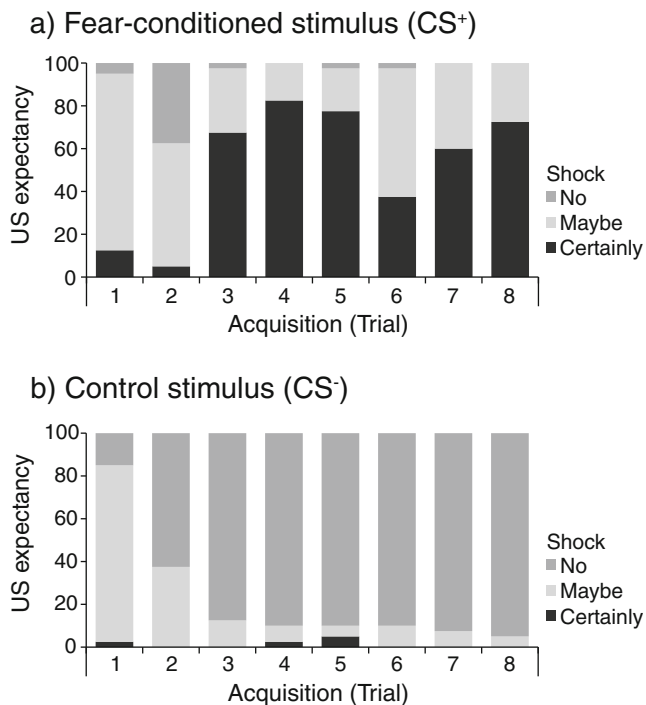 a) Fear-conditioned stimulus (CS⁺)
100
80
60
40
20
0
US expectancy
Shock
No
Maybe
Certainly
1 2 3 4 5 6 7 8
Acquisition (Trial)
b) Control stimulus (CS⁻)
100
80
60
40
20
0
US expectancy
Shock
No
Maybe
Certainly
1 2 3 4 5 6 7 8
Acquisition (Trial)